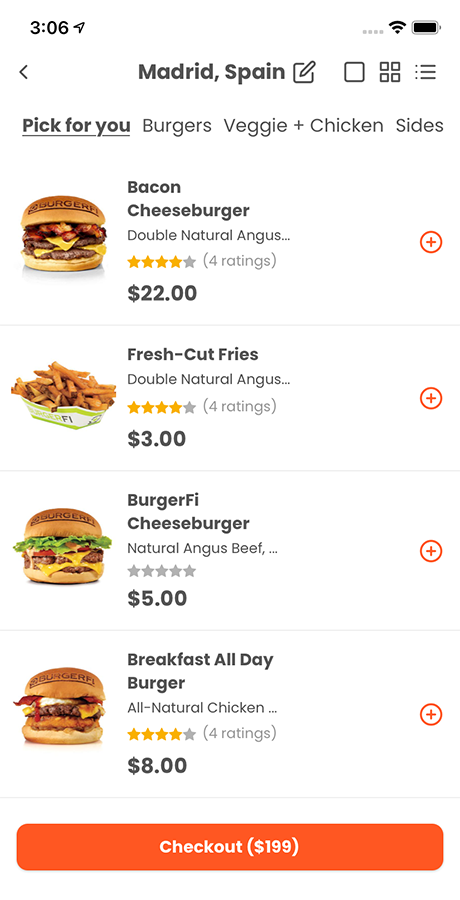 3:06
Madrid, Spain
Pick for you Burgers Veggie + Chicken Sides
BURGERFI
Bacon
Cheeseburger
Double Natural Angus...
(4 ratings)
$22.00
Fresh-Cut Fries
Double Natural Angus...
(4 ratings)
$3.00
BurgerFi
Cheeseburger
Natural Angus Beef, ...
$5.00
BURGERFI
Breakfast All Day
Burger
All-Natural Chicken ...
(4 ratings)
$8.00
Checkout ($199)